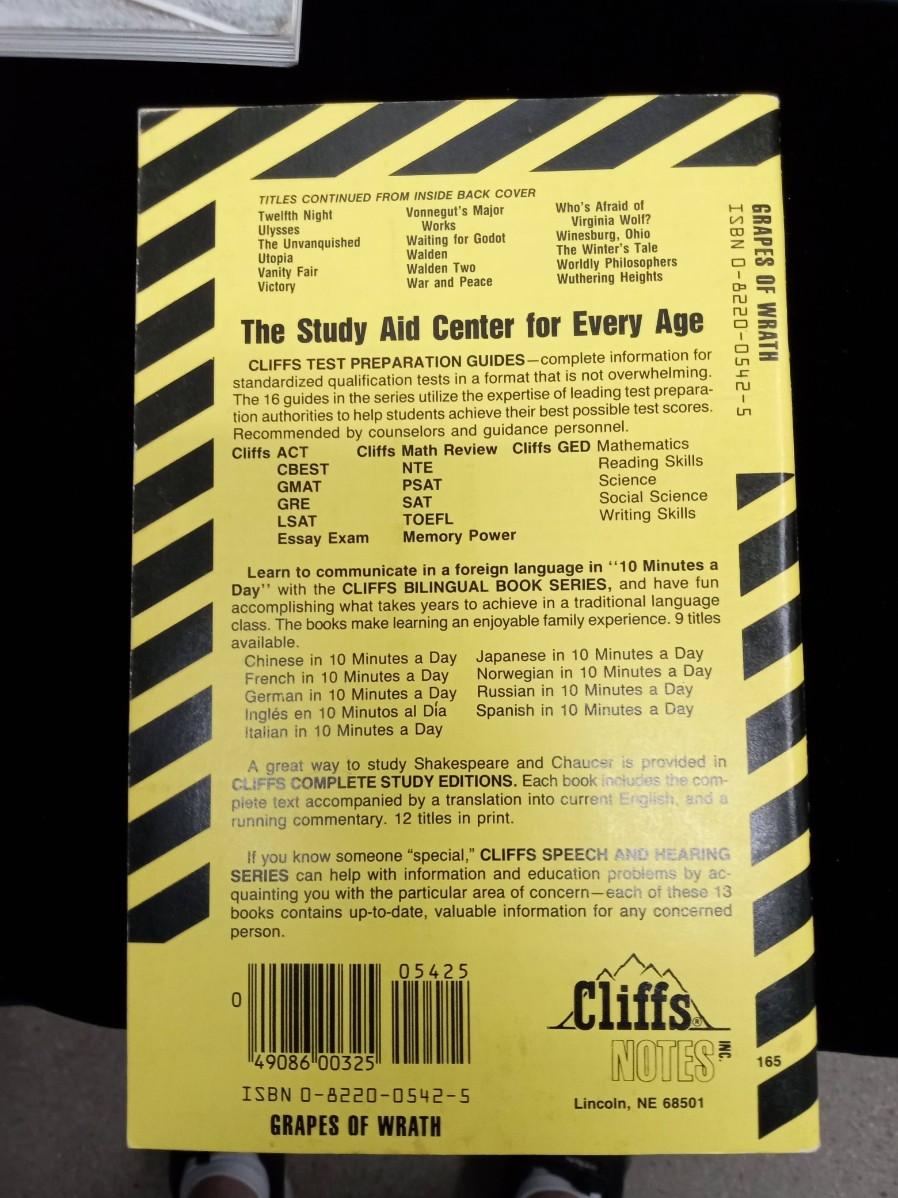 TITLES CONTINUED FROM INSIDE BACK COVER
Twelfth Night
Ulysses
The Unvanquished
Utopia
Vanity Fair
Victory
Vonnegut's Major
Works
Waiting for Godot
Walden
Walden Two
War and Peace
Who's Afraid of
Virginia Wolf?
Winesburg, Ohio
The Winter's Tale
Worldly Philosophers
Wuthering Heights
The Study Aid Center for Every Age
CLIFFS TEST PREPARATION GUIDES—complete information for
standardized qualification tests in a format that is not overwhelming.
The 16 guides in the series utilize the expertise of leading test prepara-
tion authorities to help students achieve their best possible test scores.
Recommended by counselors and guidance personnel.
Cliffs ACT
CBEST
GMAT
GRE
LSAT
Essay Exam
Cliffs Math Review
NTE
PSAT
SAT
TOEFL
Memory Power
Cliffs GED Mathematics
Reading Skills
Science
Social Science
Writing Skills
Learn to communicate in a foreign language in ''10 Minutes a
Day'' with the CLIFFS BILINGUAL BOOK SERIES, and have fun
accomplishing what takes years to achieve in a traditional language
class. The books make learning an enjoyable family experience. 9 titles
available.
Chinese in 10 Minutes a Day
French in 10 Minutes a Day
German in 10 Minutes a Day
Inglés en 10 Minutos al Día
Italian in 10 Minutes a Day
Japanese in 10 Minutes a Day
Norwegian in 10 Minutes a Day
Russian in 10 Minutes a Day
Spanish in 10 Minutes a Day
A great way to study Shakespeare and Chaucer is provided in
CLIFFS COMPLETE STUDY EDITIONS. Each book includes the com-
plete text accompanied by a translation into current English, and a
running commentary. 12 titles in print.
If you know someone “special,” CLIFFS SPEECH AND HEARING
SERIES can help with information and education problems by ac-
quainting you with the particular area of concern—each of these 13
books contains up-to-date, valuable information for any concerned
person.
05425
0
49086 00325
ISBN 0-8220-0542-5
GRAPES OF WRATH
Cliffs®
NOTES INC.
Lincoln, NE 68501
165
GRAPES OF WRATH
ISBN 0-8220-0542-5